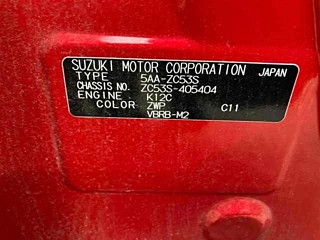 SUZUKI MOTOR CORPORATION JAPAN
TYPE 5AA-ZC53S
CHASSIS NO. ZC53S-405404
ENGINE K12C
COLOR ZWP C11
VBRB-M2